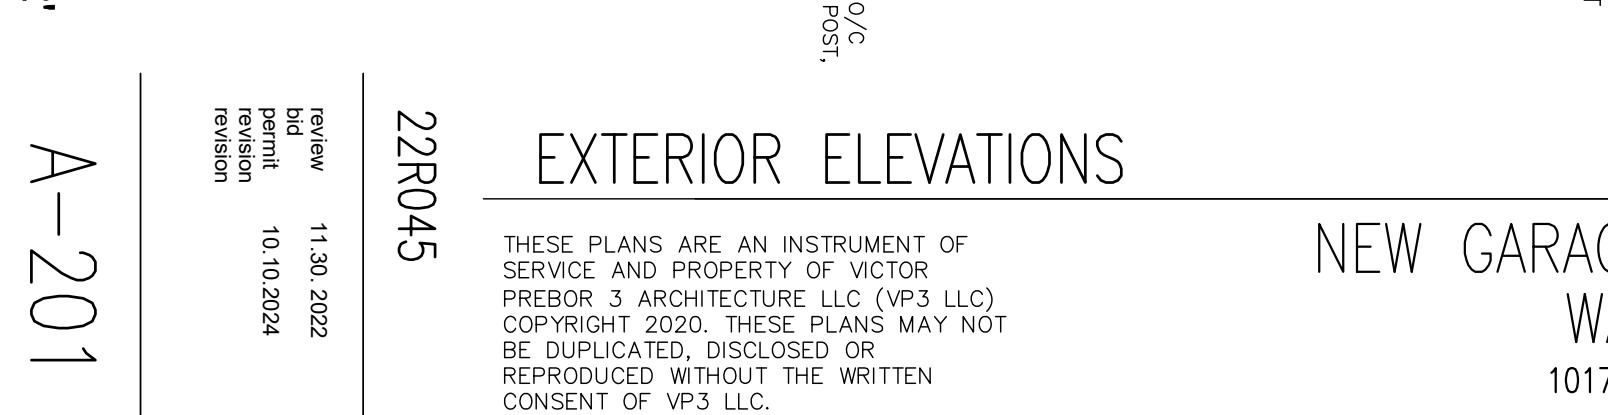 O/C
POST,
EXTERIOR ELEVATIONS
THESE PLANS ARE AN INSTRUMENT OF
SERVICE AND PROPERTY OF VICTOR
PREBOR 3 ARCHITECTURE LLC (VP3 LLC)
COPYRIGHT 2020. THESE PLANS MAY NOT
BE DUPLICATED, DISCLOSED OR
REPRODUCED WITHOUT THE WRITTEN
CONSENT OF VP3 LLC.
NEW
1017
22R045
review 11.30. 2022
bid
permit 10.10.2024
revision
revision
A-201